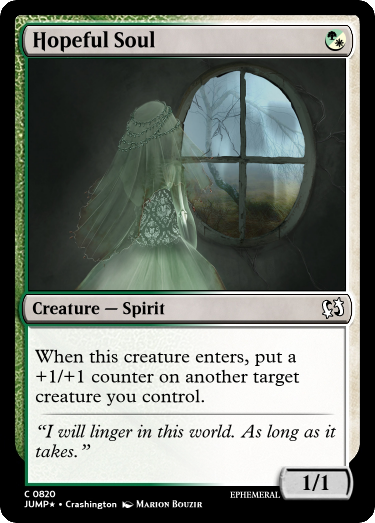 Hopeful Soul
Creature — Spirit
When this creature enters, put a
+1/+1 counter on another target
creature you control.
“I will linger in this world. As long as it
takes.”
1/1
C 0820
JUMP★ • Crashington Marion Bouzir
EPHEMERAL